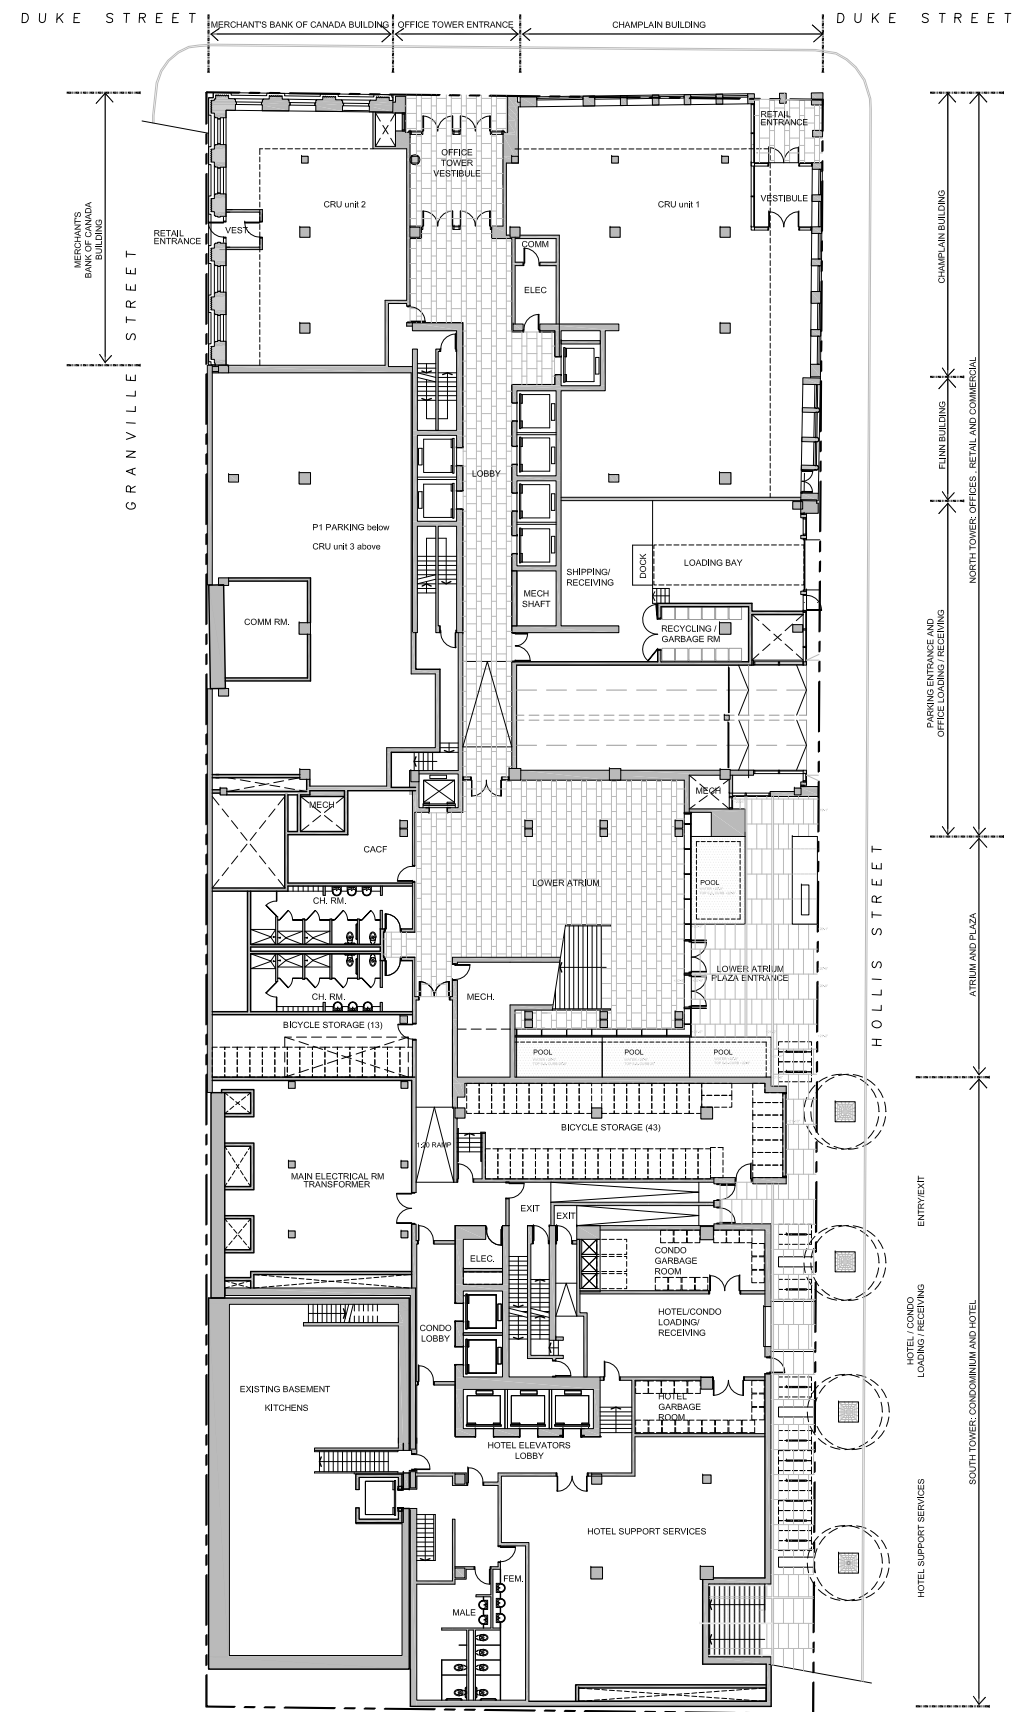 DUKE STREET
DUKE STREET
MERCHANT'S BANK OF CANADA BUILDING
OFFICE TOWER ENTRANCE
CHAMPLAIN BUILDING
RETAIL
ENTRANCE
OFFICE
TOWER
VESTIBULE
X
CRU unit 2
CRU unit 1
VESTIBULE
VEST.
RETAIL
ENTRANCE
MERCHANT'S
BANK OF CANADA
BUILDING
GRANVILLE STREET
COMM
ELEC
CHAMPLAIN BUILDING
FLINN BUILDING
NORTH TOWER: OFFICES , RETAIL AND COMMERCIAL
LOBBY
P1 PARKING below
CRU unit 3 above
SHIPPING/
RECEIVING
DOCK
LOADING BAY
MECH
SHAFT
COMM RM.
RECYCLING /
GARBAGE RM
PARKING ENTRANCE AND
OFFICE LOADING / RECEIVING
MECH
MECH
CACF
LOWER ATRIUM
POOL
HOLLIS STREET
CH. RM.
LOWER ATRIUM
PLAZA ENTRANCE
ATRIUM AND PLAZA
CH. RM.
MECH.
BICYCLE STORAGE (13)
POOL
POOL
POOL
BICYCLE STORAGE (43)
1:20 RAMP
MAIN ELECTRICAL RM
TRANSFORMER
EXIT
EXIT
ENTRY/EXIT
ELEC.
CONDO
GARBAGE
ROOM
CONDO
LOBBY
HOTEL/CONDO
LOADING/
RECEIVING
HOTEL / CONDO
LOADING / RECEIVING
SOUTH TOWER: CONDOMINIUM AND HOTEL
EXISTING BASEMENT
KITCHENS
HOTEL
GARBAGE
ROOM
HOTEL ELEVATORS
LOBBY
HOTEL SUPPORT SERVICES
HOTEL SUPPORT SERVICES
FEM.
MALE